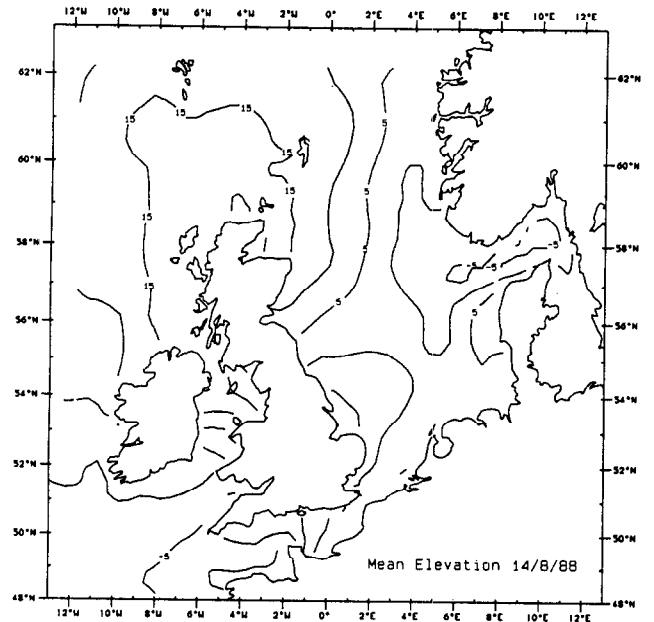 10°W 8°W 6°W 4°W 2°W 0° 2°E 4°E 6°E 8°E 10°E 12°E
62°N 62°N
15
15 15 5
60°N 15 60°N
15 5
15
58°N 5 -5 5 58°N
-5
15 5
56°N 5 56°N
54°N 54°N
52°N 52°N
50°N 50°N
-5
Mean Elevation 14/8/88
48°N 48°N
12°W 10°W 8°W 6°W 4°W 2°W 0° 2°E 4°E 6°E 8°E 10°E 12°E